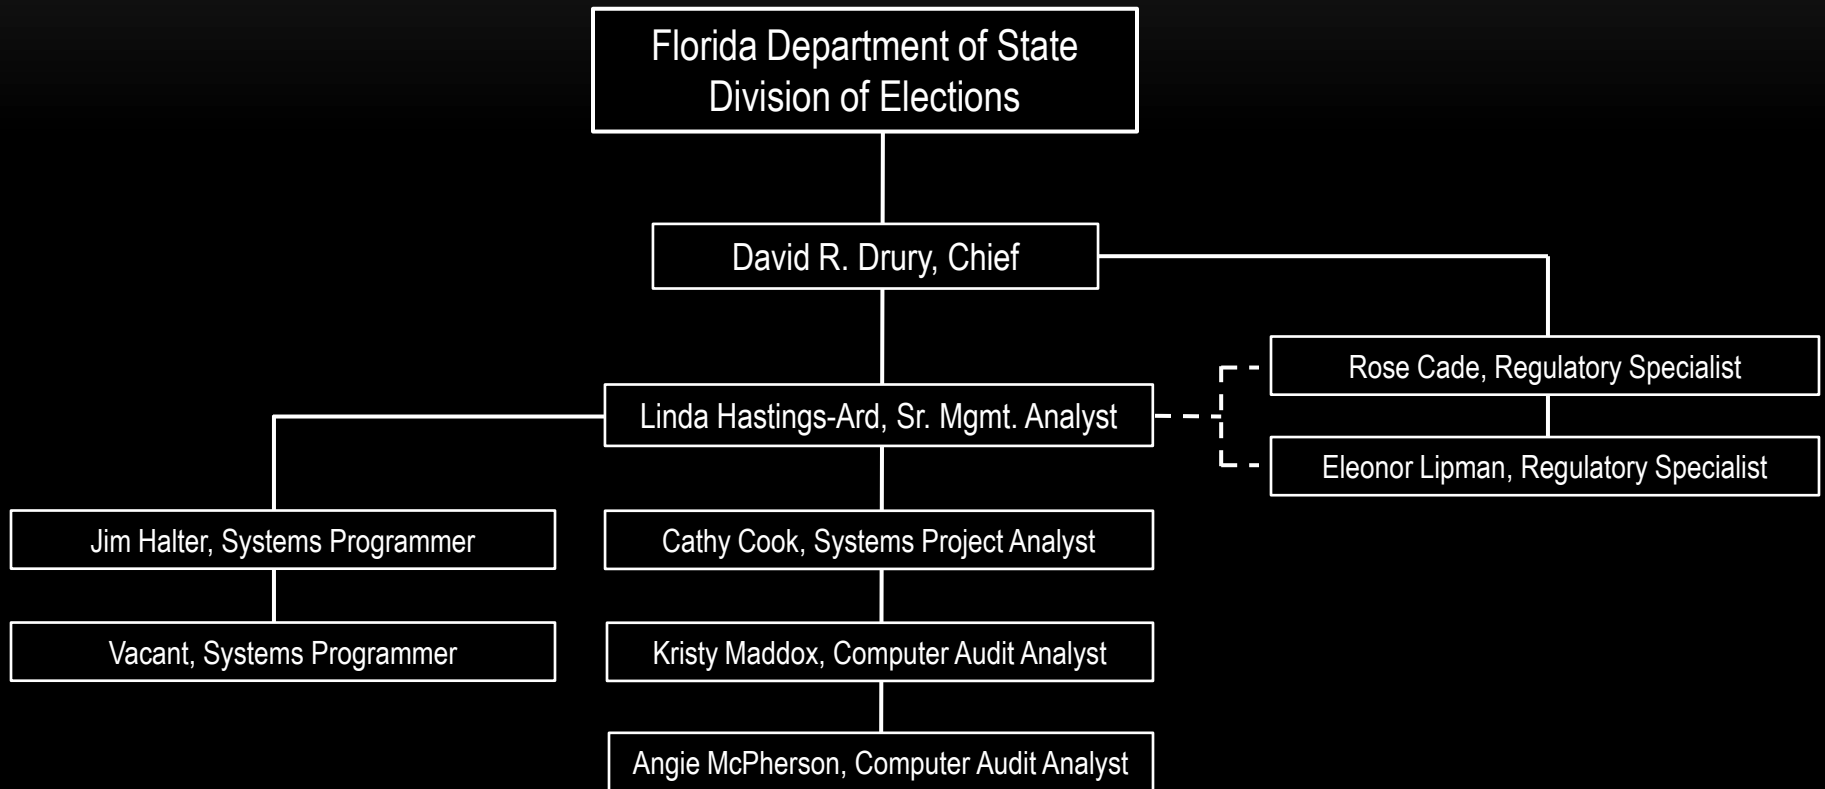 Florida Department of State
Division of Elections
David R. Drury, Chief
Rose Cade, Regulatory Specialist
Linda Hastings-Ard, Sr. Mgmt. Analyst
Eleonor Lipman, Regulatory Specialist
Jim Halter, Systems Programmer
Cathy Cook, Systems Project Analyst
Vacant, Systems Programmer
Kristy Maddox, Computer Audit Analyst
Angie McPherson, Computer Audit Analyst